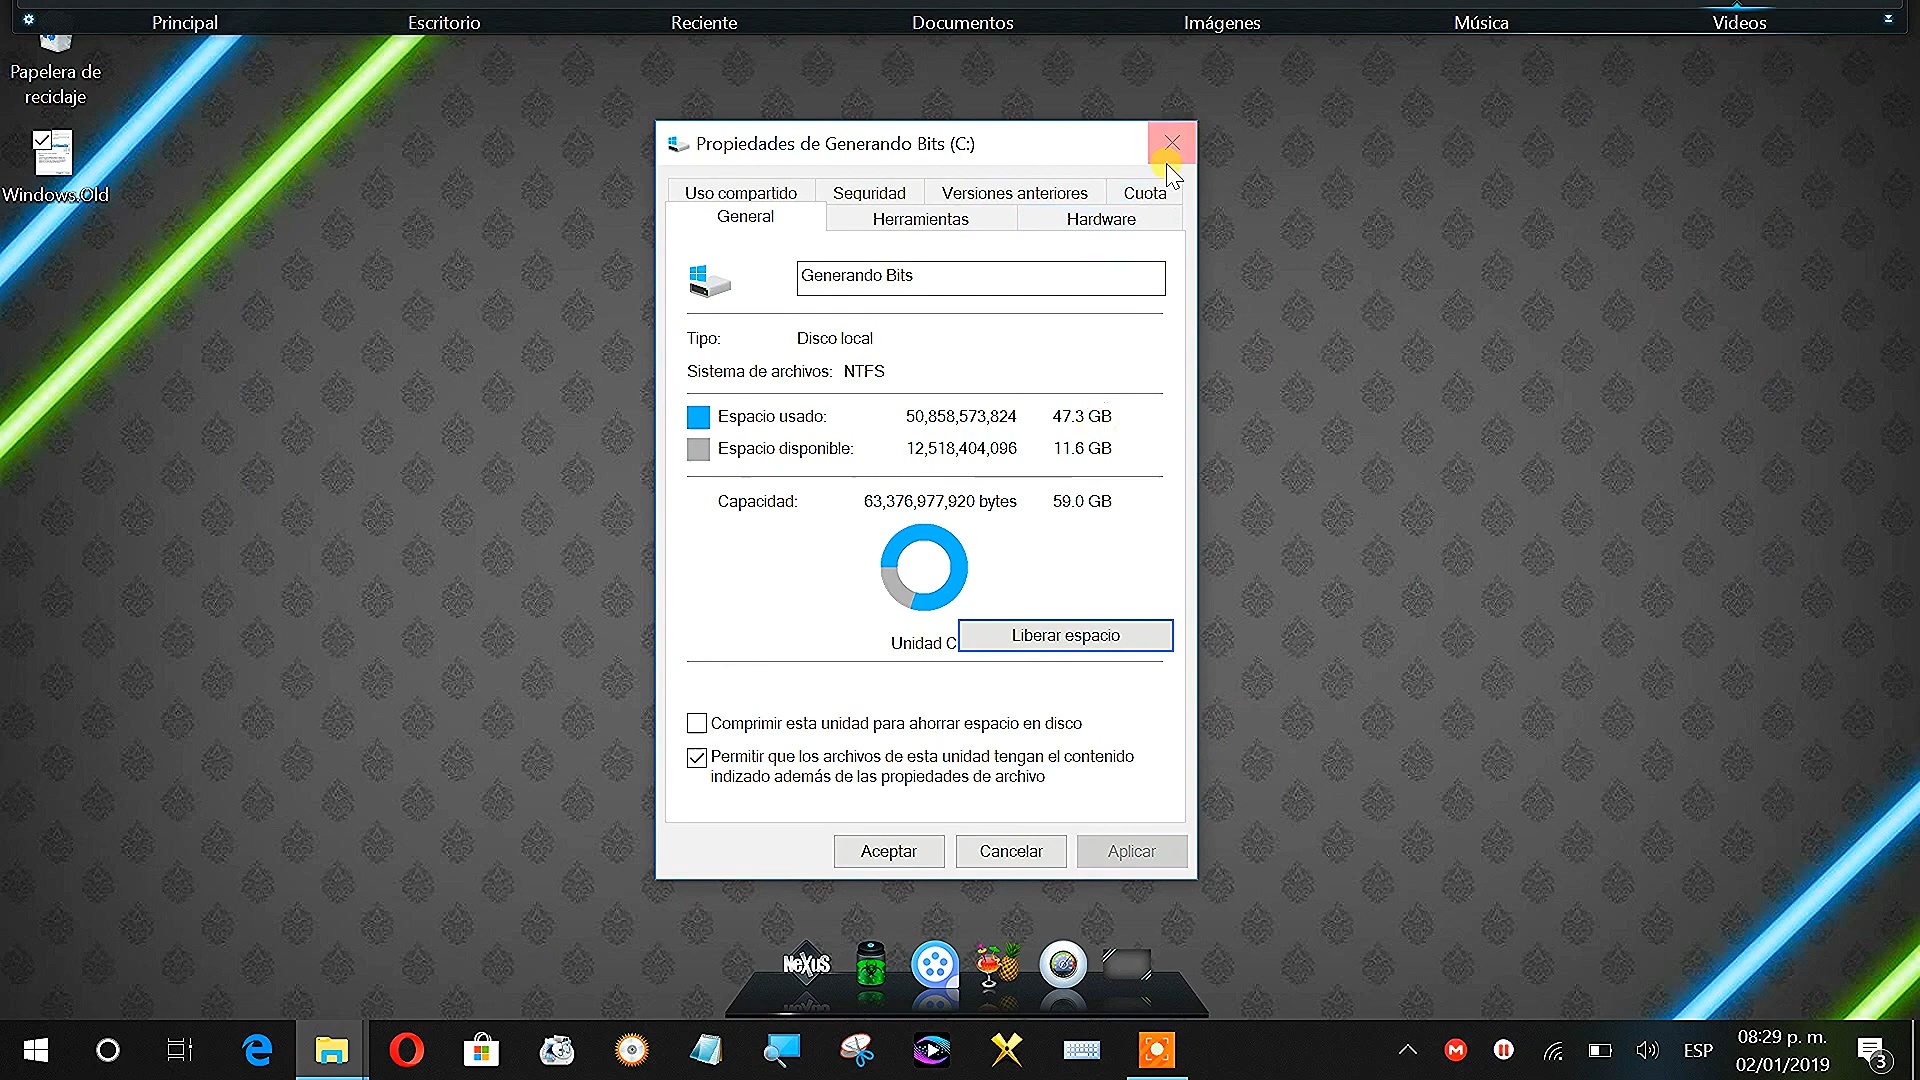 Principal
Escritorio
Reciente
Documentos
Imágenes
Música
Videos
Papelera de
reciclaje
Windows.Old
Propiedades de Generando Bits (C:)
Uso compartido
Seguridad
Versiones anteriores
Cuota
General
Herramientas
Hardware
Generando Bits
Tipo: Disco local
Sistema de archivos: NTFS
Espacio usado: 50,858,573,824 47.3 GB
Espacio disponible: 12,518,404,096 11.6 GB
Capacidad: 63,376,977,920 bytes 59.0 GB
Unidad C
Liberar espacio
Comprimir esta unidad para ahorrar espacio en disco
Permitir que los archivos de esta unidad tengan el contenido
indizado además de las propiedades de archivo
Aceptar
Cancelar
Aplicar
NeXuS
ESP
08:29 p. m.
02/01/2019
3